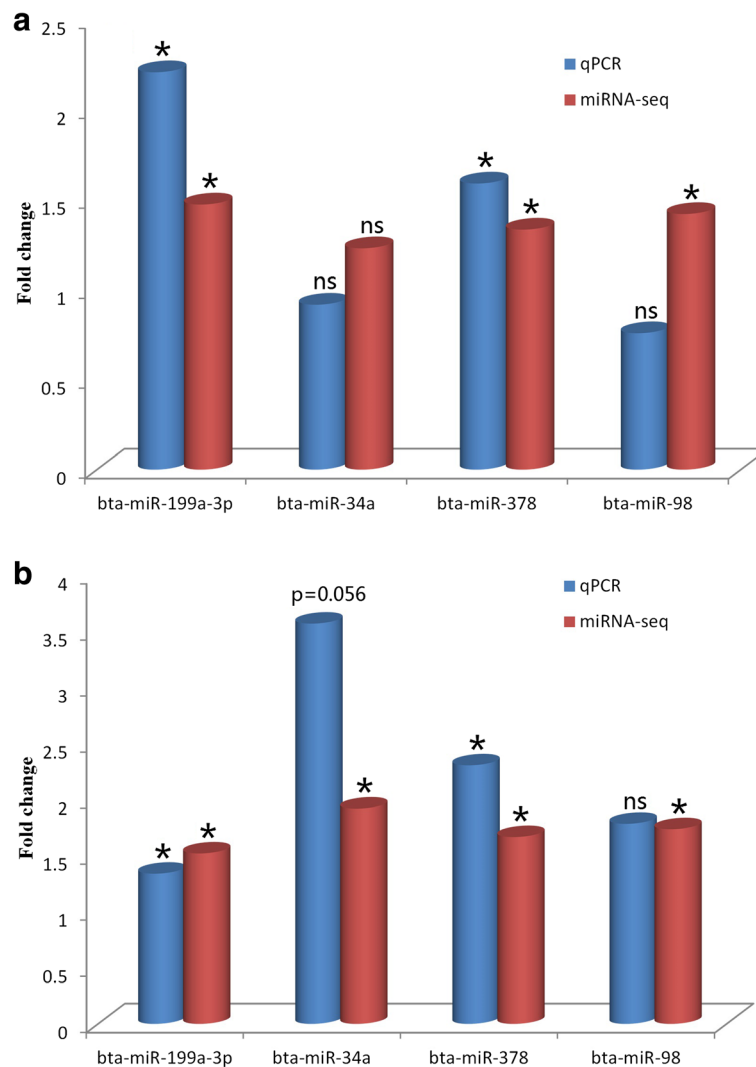 a
2.5
2
1.5
1
0.5
0
Fold change
qPCR
miRNA-seq
*
*
ns
ns
*
*
ns
*
bta-miR-199a-3p
bta-miR-34a
bta-miR-378
bta-miR-98
b
4
3.5
3
2.5
2
1.5
1
0.5
0
Fold change
qPCR
miRNA-seq
*
*
p=0.056
*
*
*
ns
*
bta-miR-199a-3p
bta-miR-34a
bta-miR-378
bta-miR-98